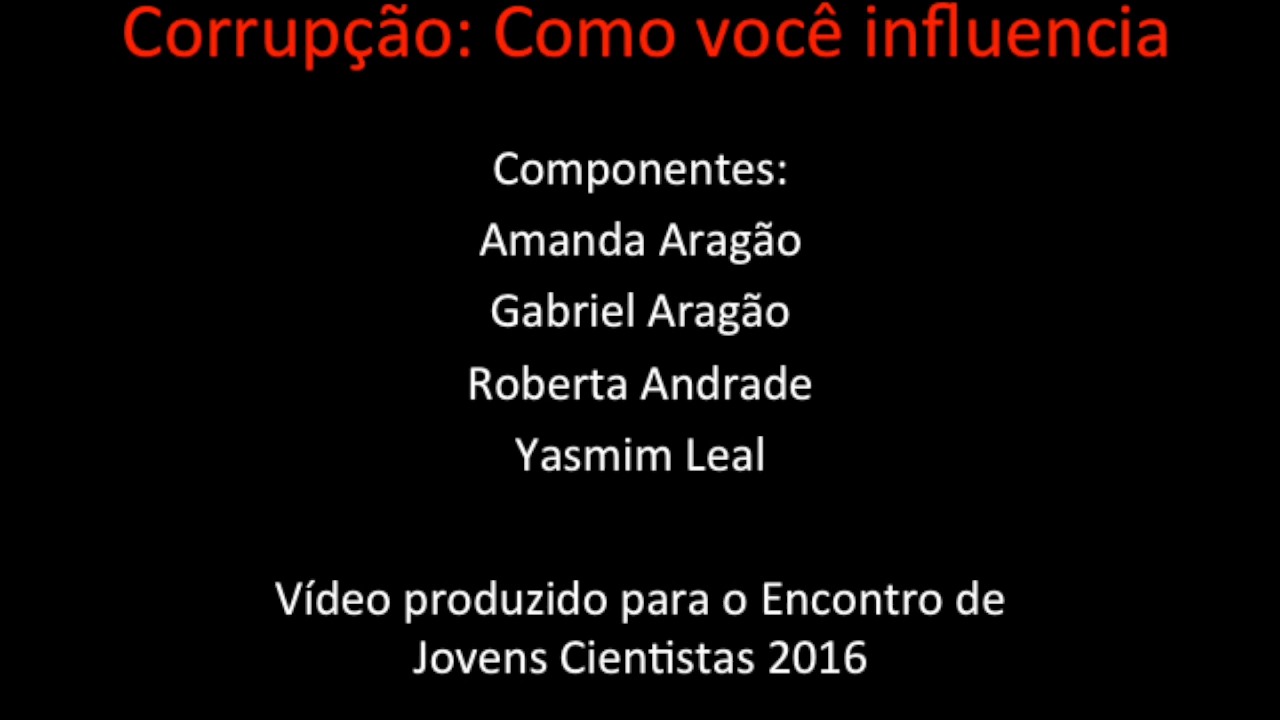 Corrupção: Como você influencia
Componentes:
Amanda Aragão
Gabriel Aragão
Roberta Andrade
Yasmim Leal
Vídeo produzido para o Encontro de
Jovens Cientistas 2016